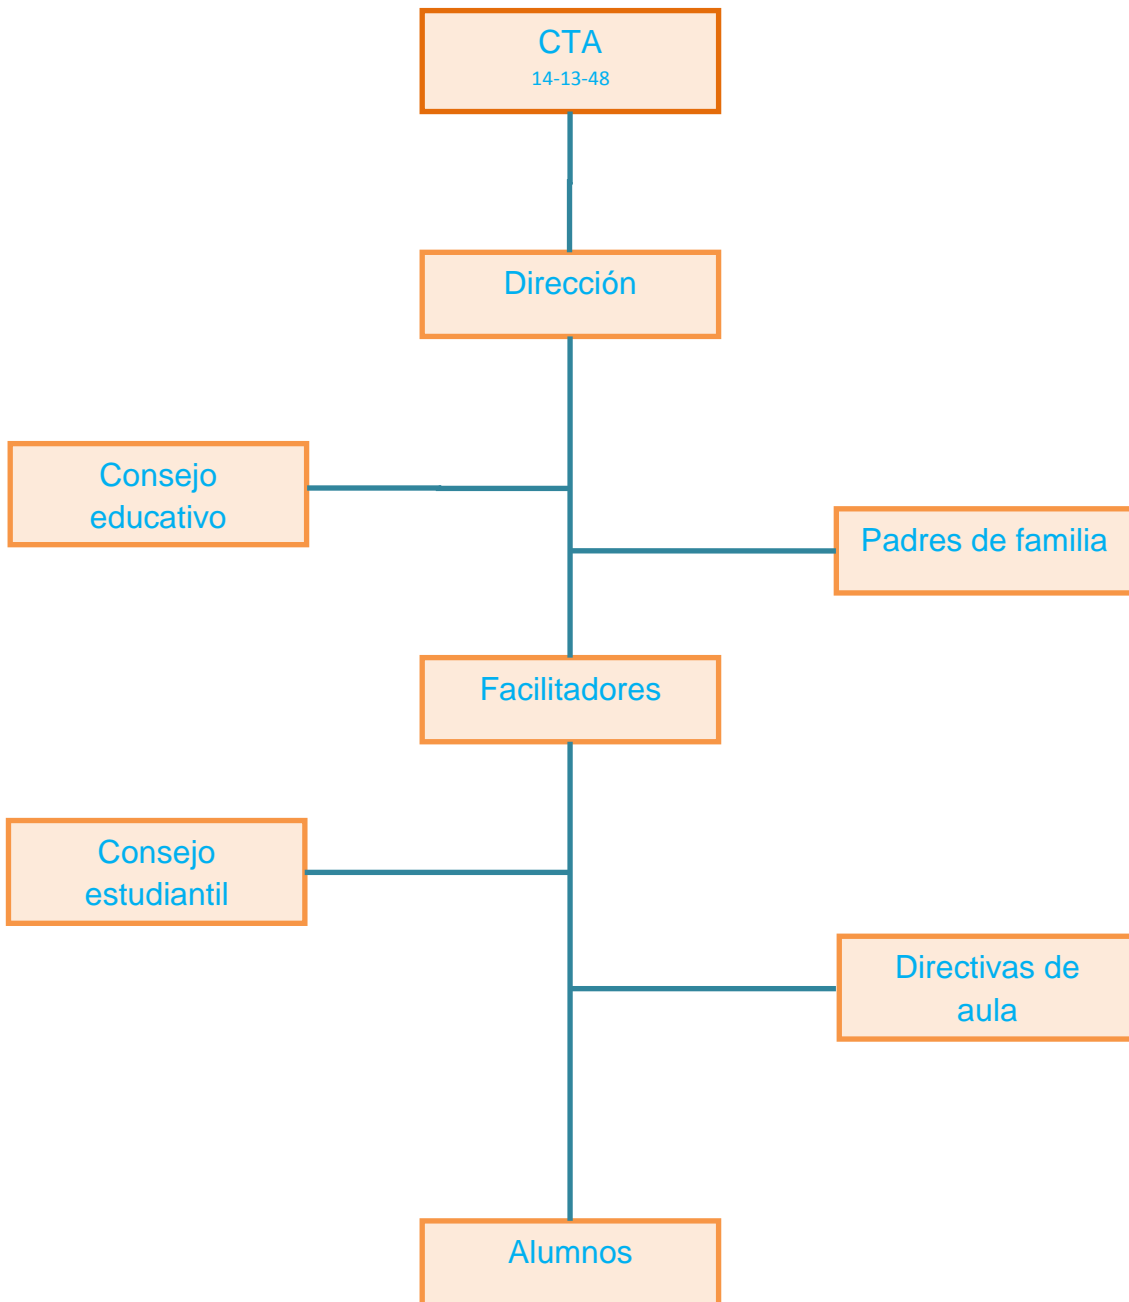 CTA
14-13-48
Dirección
Consejo
educativo
Padres de familia
Facilitadores
Consejo
estudiantil
Directivas de
aula
Alumnos